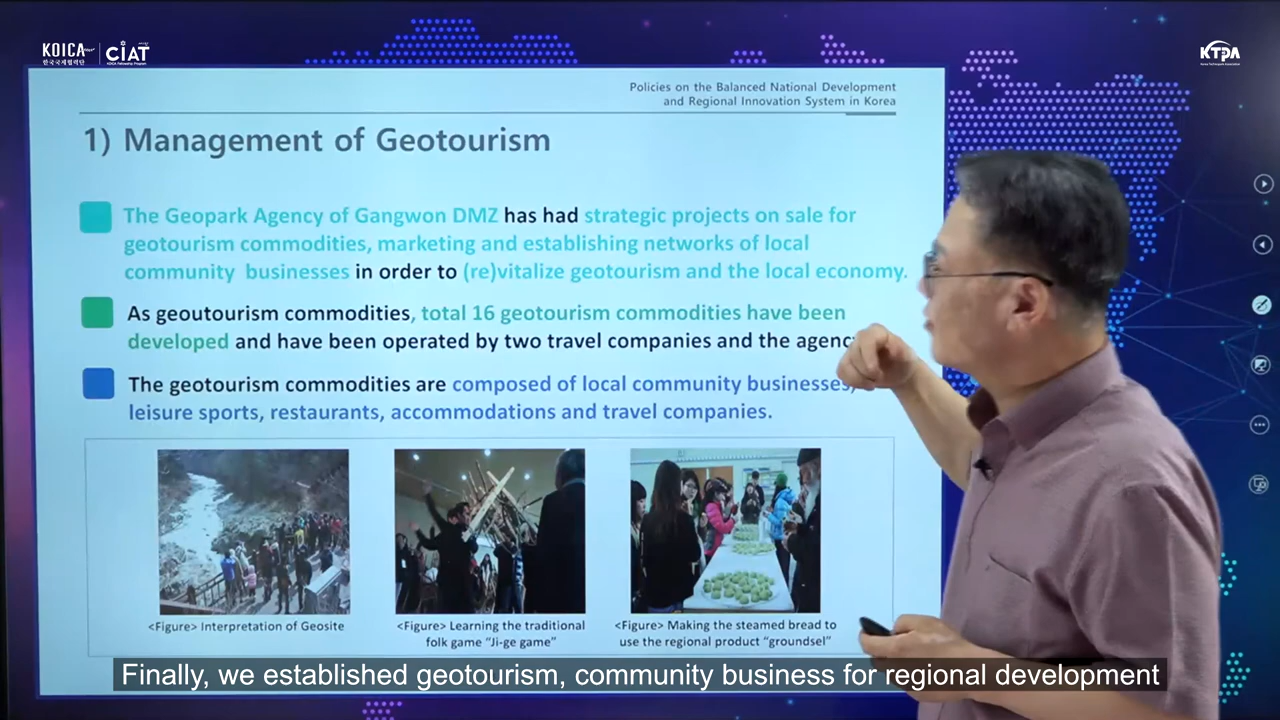 KOICA
한국국제협력단
CIAT
KOICA Fellowship Program
KTPA
Korea Technopark Association
Policies on the Balanced National Development
and Regional Innovation System in Korea
1) Management of Geotourism
The Geopark Agency of Gangwon DMZ has had strategic projects on sale for
geotourism commodities, marketing and establishing networks of local
community businesses in order to (re)vitalize geotourism and the local economy.
As geoutourism commodities, total 16 geotourism commodities have been
developed and have been operated by two travel companies and the
The geotourism commodities are composed of local community businesses,
leisure sports, restaurants, accommodations and travel companies.
<Figure> Interpretation of Geosite
<Figure> Learning the traditional
folk game “Ji-ge game”
<Figure> Making the steamed bread to
use the regional product “groundsel”
Finally, we established geotourism, community business for regional development